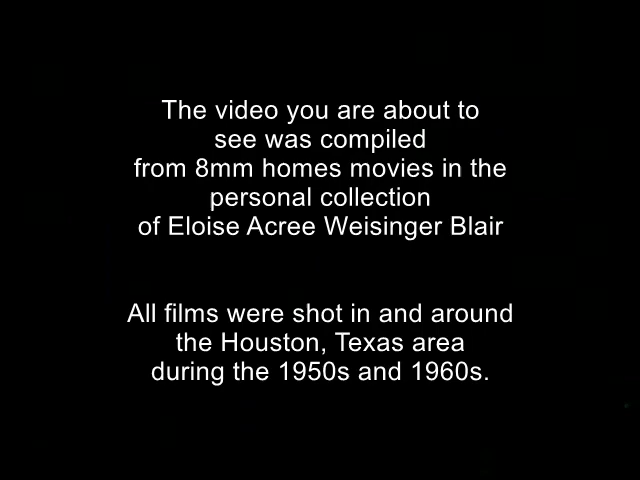 The video you are about to
see was compiled
from 8mm homes movies in the
personal collection
of Eloise Acree Weisinger Blair
All films were shot in and around
the Houston, Texas area
during the 1950s and 1960s.